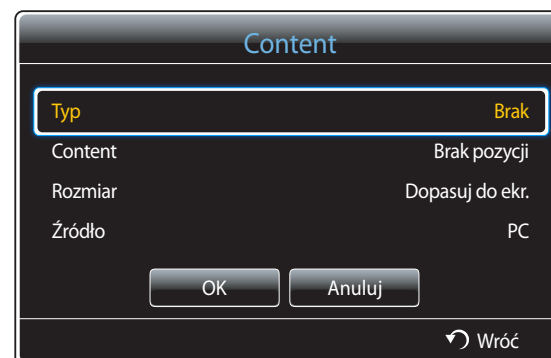 Content
Typ Brak
Content Brak pozycji
Rozmiar Dopasuj do ekr.
Źródło PC
OK Anuluj
Wróć